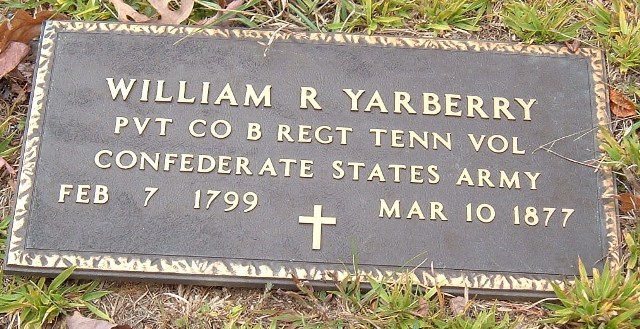 WILLIAM R YARBERRY
PVT CO B REGT TENN VOL
CONFEDERATE STATES ARMY
FEB 7 1799 MAR 10 1877